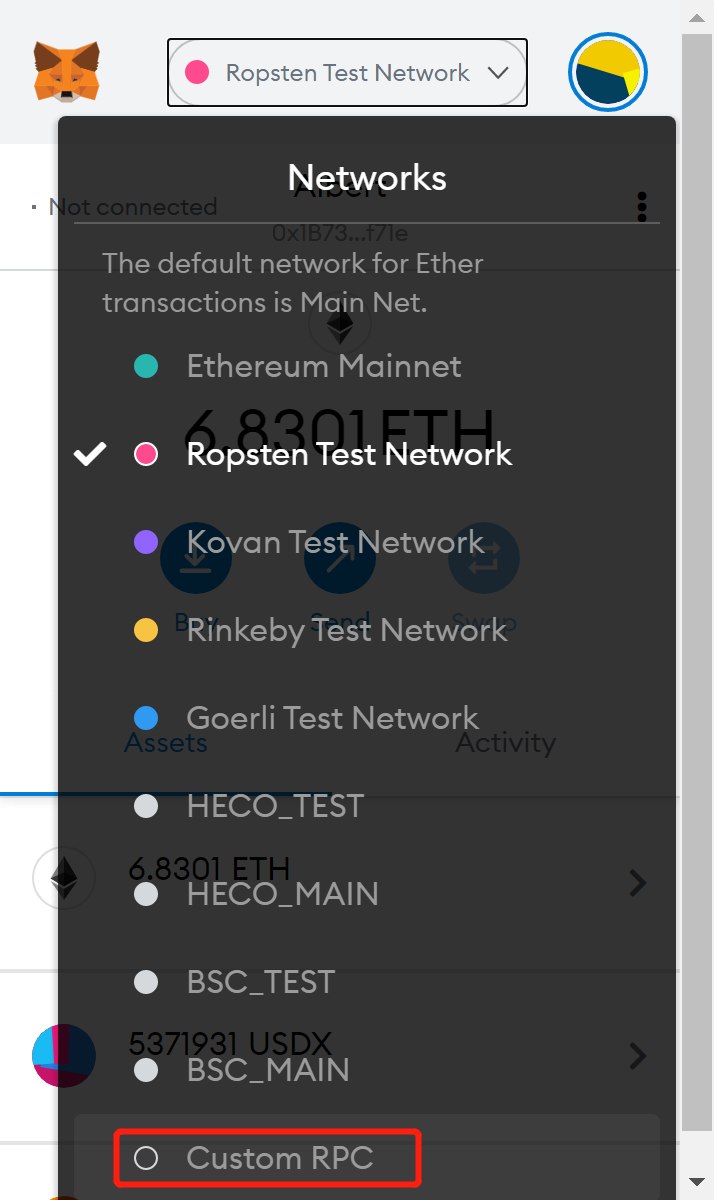 Ropsten Test Network
Networks
Albert
Not connected
0x1B73...f71e
The default network for Ether
transactions is Main Net.
Ethereum Mainnet
6.8301 ETH
Ropsten Test Network
Kovan Test Network
Buy
Send
Swap
Rinkeby Test Network
Goerli Test Network
Assets
Activity
HECO_TEST
6.8301 ETH
HECO_MAIN
BSC_TEST
5371931 USDX
BSC_MAIN
Custom RPC